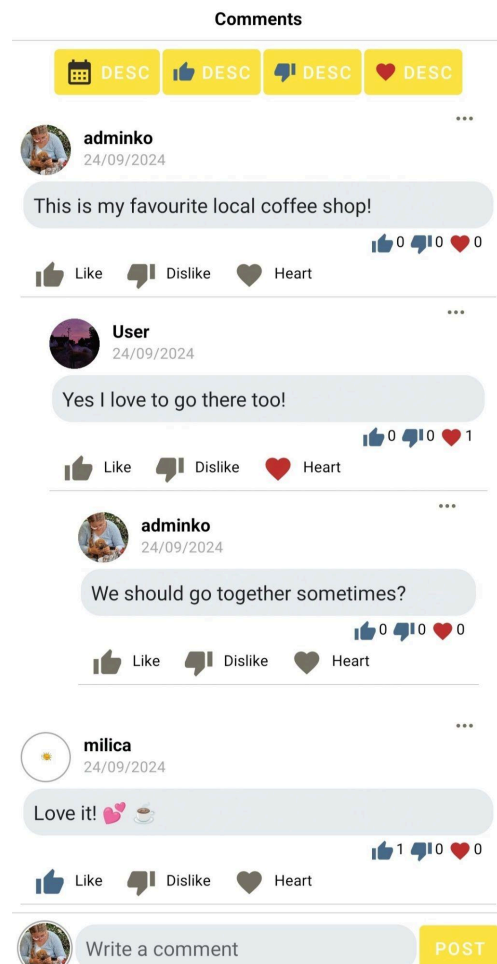 Comments
DESC DESC DESC DESC
adminko
24/09/2024
This is my favourite local coffee shop!
0 0 0
Like Dislike Heart
User
24/09/2024
Yes I love to go there too!
0 0 1
Like Dislike Heart
adminko
24/09/2024
We should go together sometimes?
0 0 0
Like Dislike Heart
milica
24/09/2024
Love it! 💕 ☕
1 0 0
Like Dislike Heart
Write a comment POST